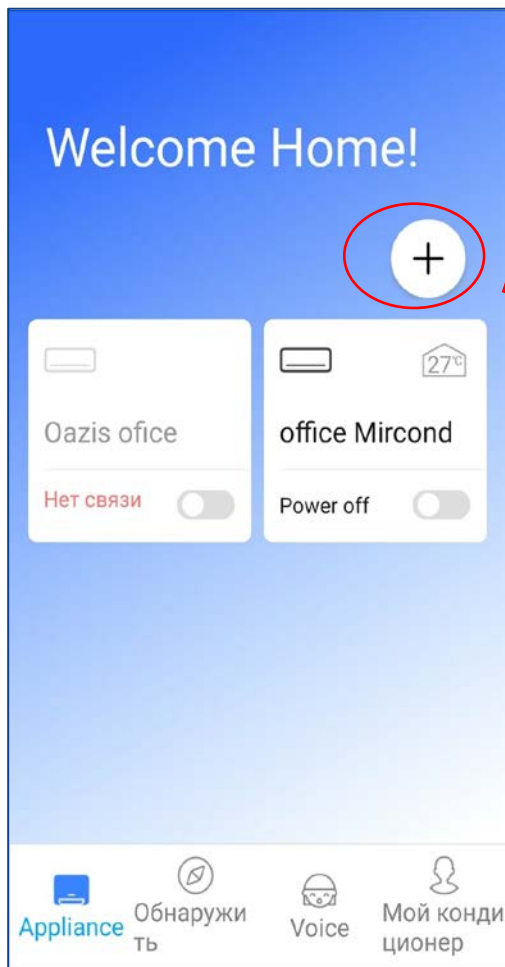 Welcome Home!
+
27°C
Oazis ofice
office Mircond
Нет связи
Power off
Appliance
Обнаружи
ть
Voice
Мой конди
ционер